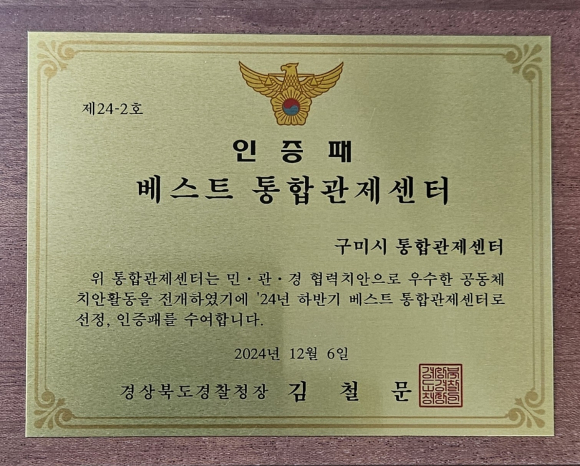 제24-2호
인증패
베스트 통합관제센터
구미시 통합관제센터
위 통합관제센터는 민·관·경 협력치안으로 우수한 공동체
치안활동을 전개하였기에 '24년 하반기 베스트 통합관제센터로
선정, 인증패를 수여합니다.
2024년 12월 6일
경상북도경찰청장 김철문